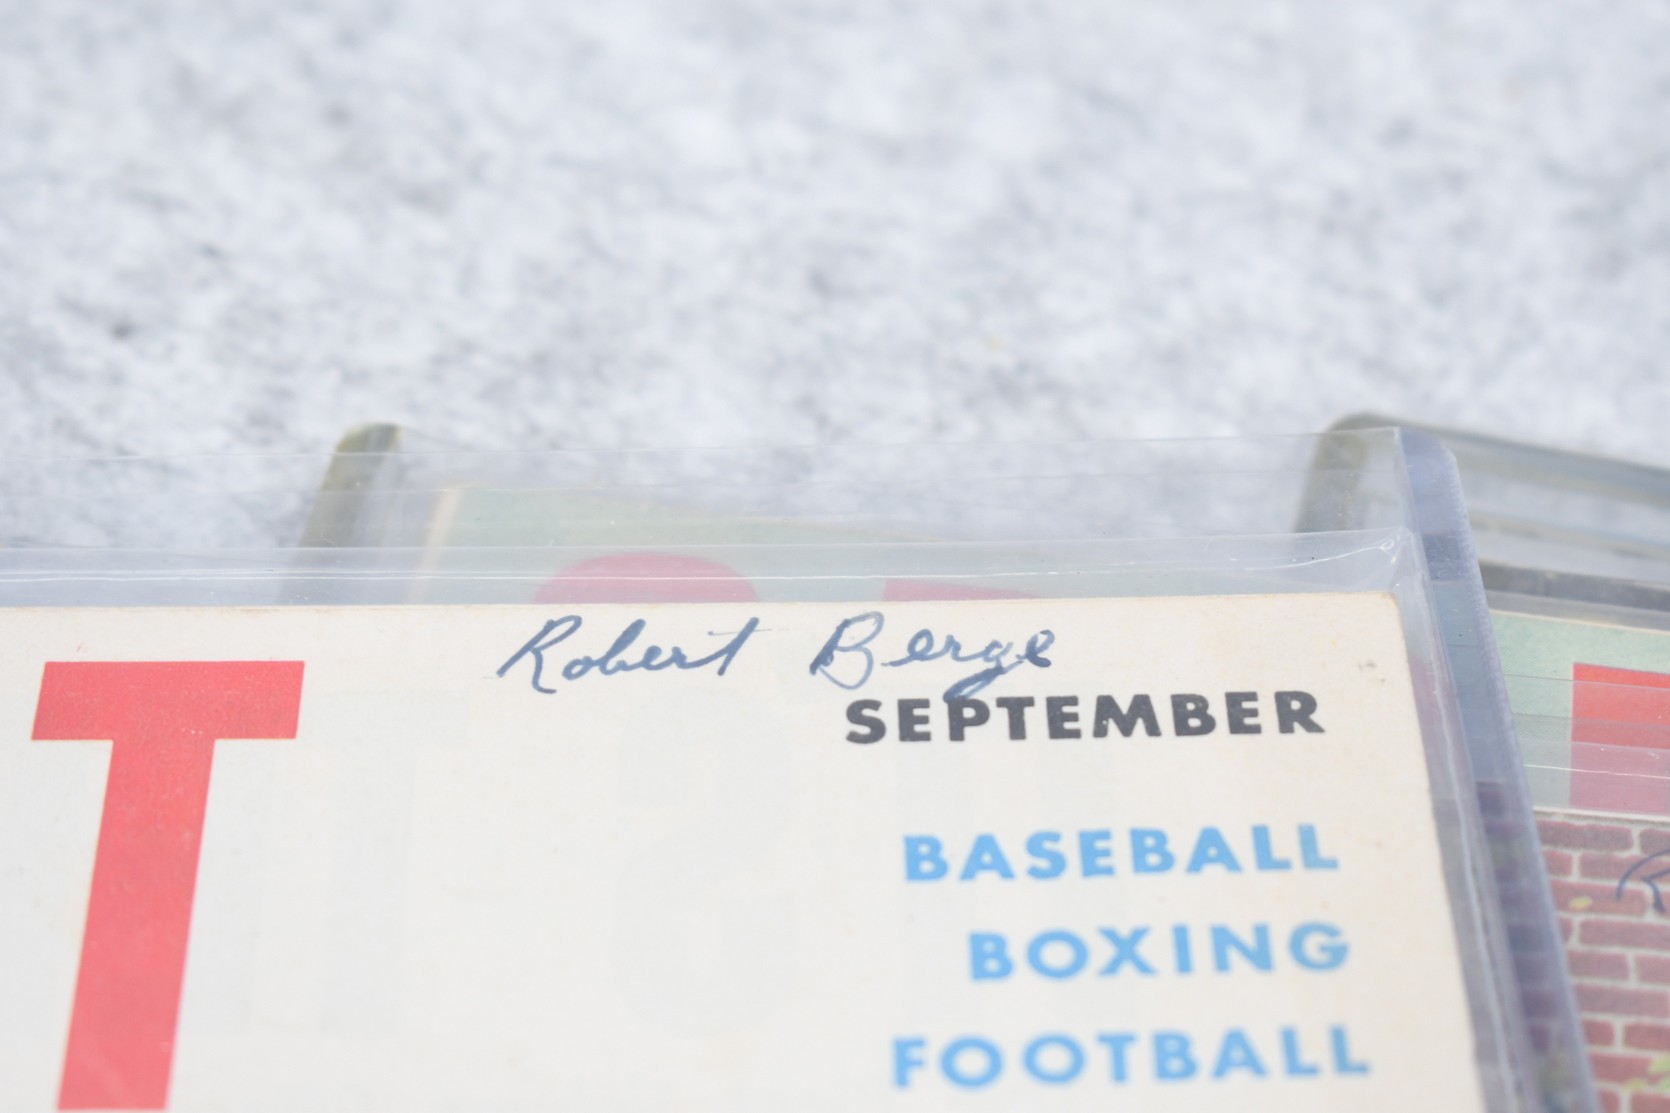 Robert Berge
T
SEPTEMBER
BASEBALL
BOXING
FOOTBALL